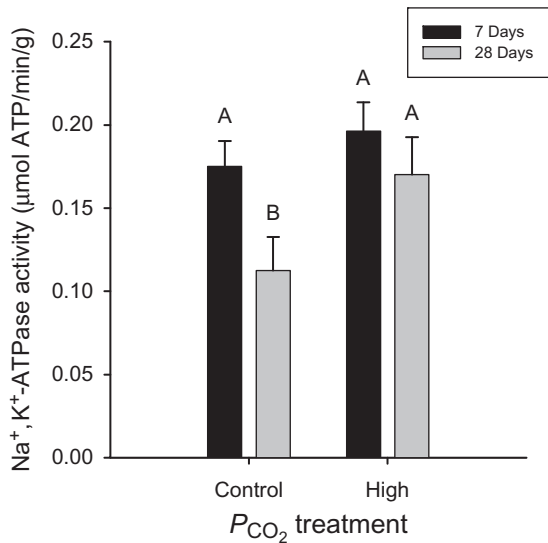 7 Days
28 Days
Na⁺,K⁺-ATPase activity (μmol ATP/min/g)
0.25
0.20
0.15
0.10
0.05
0.00
A
B
A
A
Control
High
P_CO₂ treatment